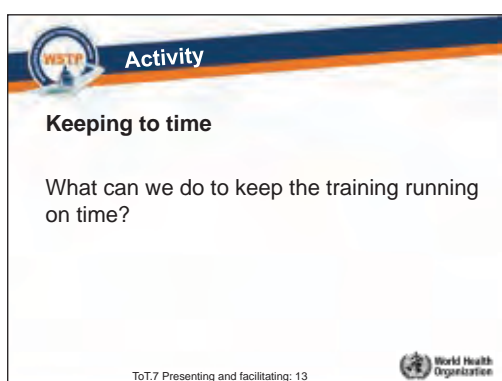 WSTP
Activity
Keeping to time
What can we do to keep the training running
on time?
ToT.7 Presenting and facilitating: 13
World Health
Organization